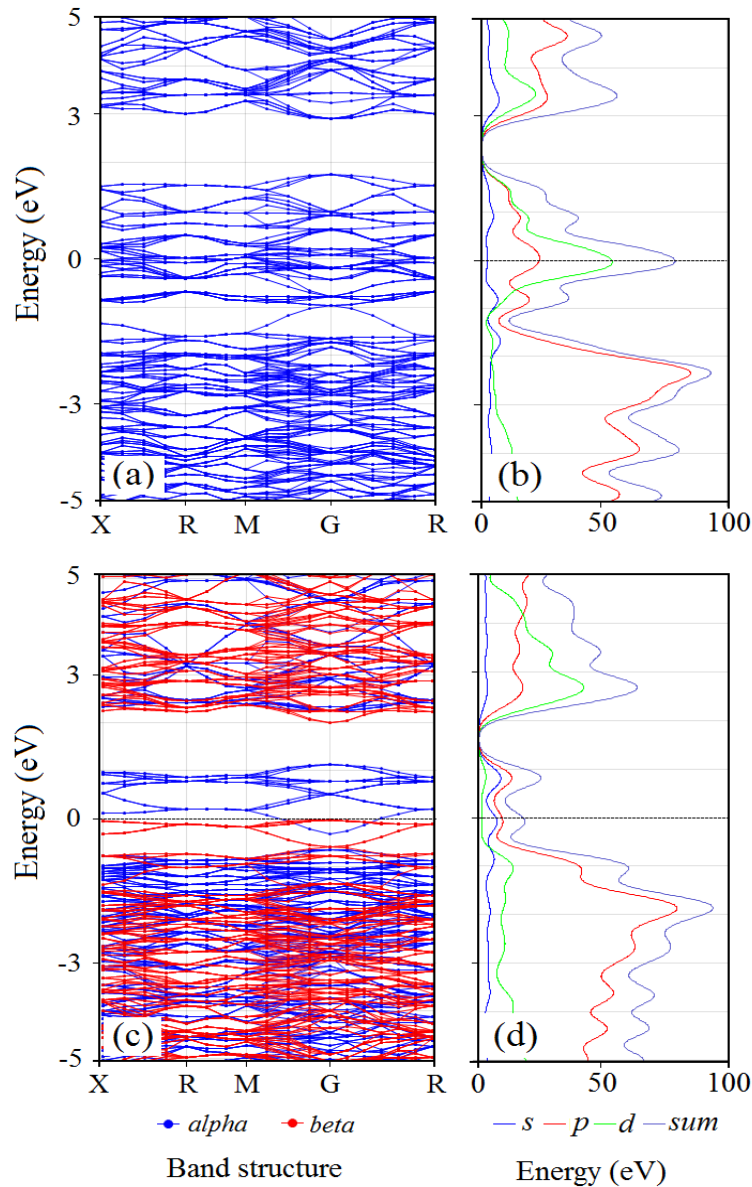 5
3
0
-3
-5
Energy (eV)
(a)
X R M G R
(b)
0 50 100
5
3
0
-3
-5
Energy (eV)
(c)
X R M G R
(d)
0 50 100
alpha beta
s p d sum
Band structure
Energy (eV)